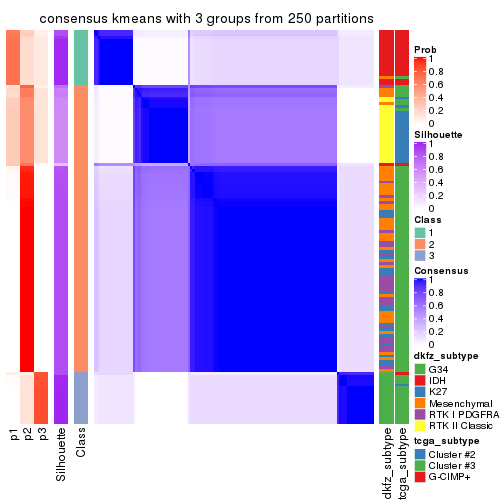 consensus kmeans with 3 groups from 250 partitions
Prob
1
0.8
0.6
0.4
0.2
0
Silhouette
1
0.8
0.6
0.4
0.2
0
Class
1
2
3
Consensus
1
0.8
0.6
0.4
0.2
0
dkfz_subtype
G34
IDH
K27
Mesenchymal
RTK I PDGFRA
RTK II Classic
tcga_subtype
Cluster #2
Cluster #3
G-CIMP+
p1
p2
p3
Silhouette
Class
dkfz_subtype
tcga_subtype